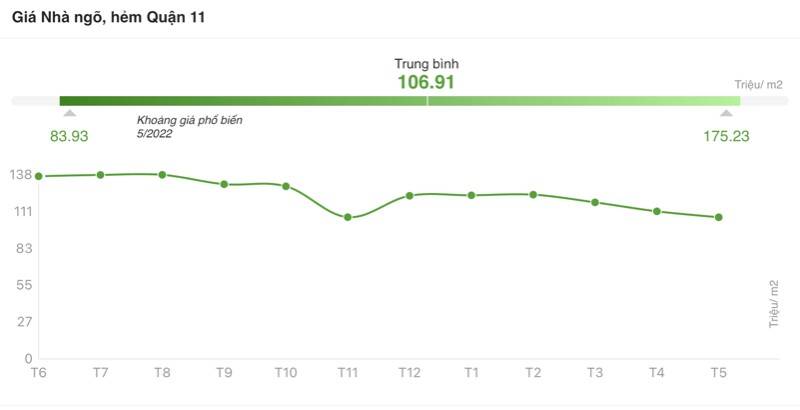 Giá Nhà ngõ, hẻm Quận 11
Trung bình
106.91
Triệu/ m2
Khoảng giá phổ biến
5/2022
83.93
175.23
138
111
83
55
27
0
Triệu/ m2
T6 T7 T8 T9 T10 T11 T12 T1 T2 T3 T4 T5